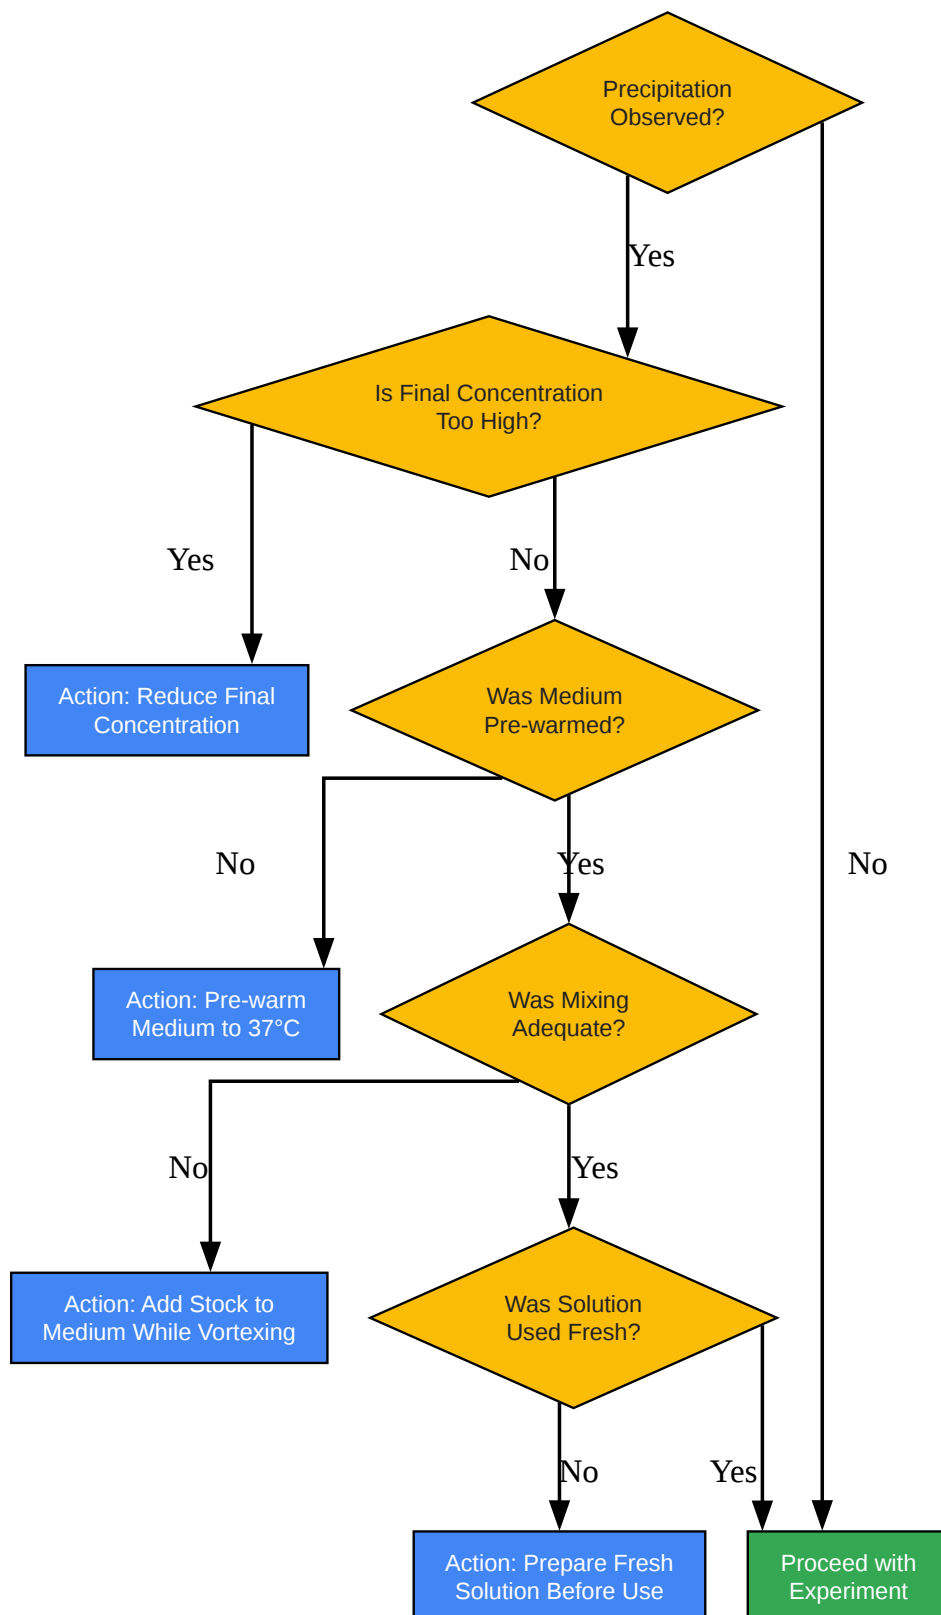 Precipitation
Observed?
Yes
Is Final Concentration
Too High?
Yes
No
Action: Reduce Final
Concentration
Was Medium
Pre-warmed?
No
Yes
No
Action: Pre-warm
Medium to 37°C
Was Mixing
Adequate?
No
Yes
Action: Add Stock to
Medium While Vortexing
Was Solution
Used Fresh?
No
Yes
Action: Prepare Fresh
Solution Before Use
Proceed with
Experiment